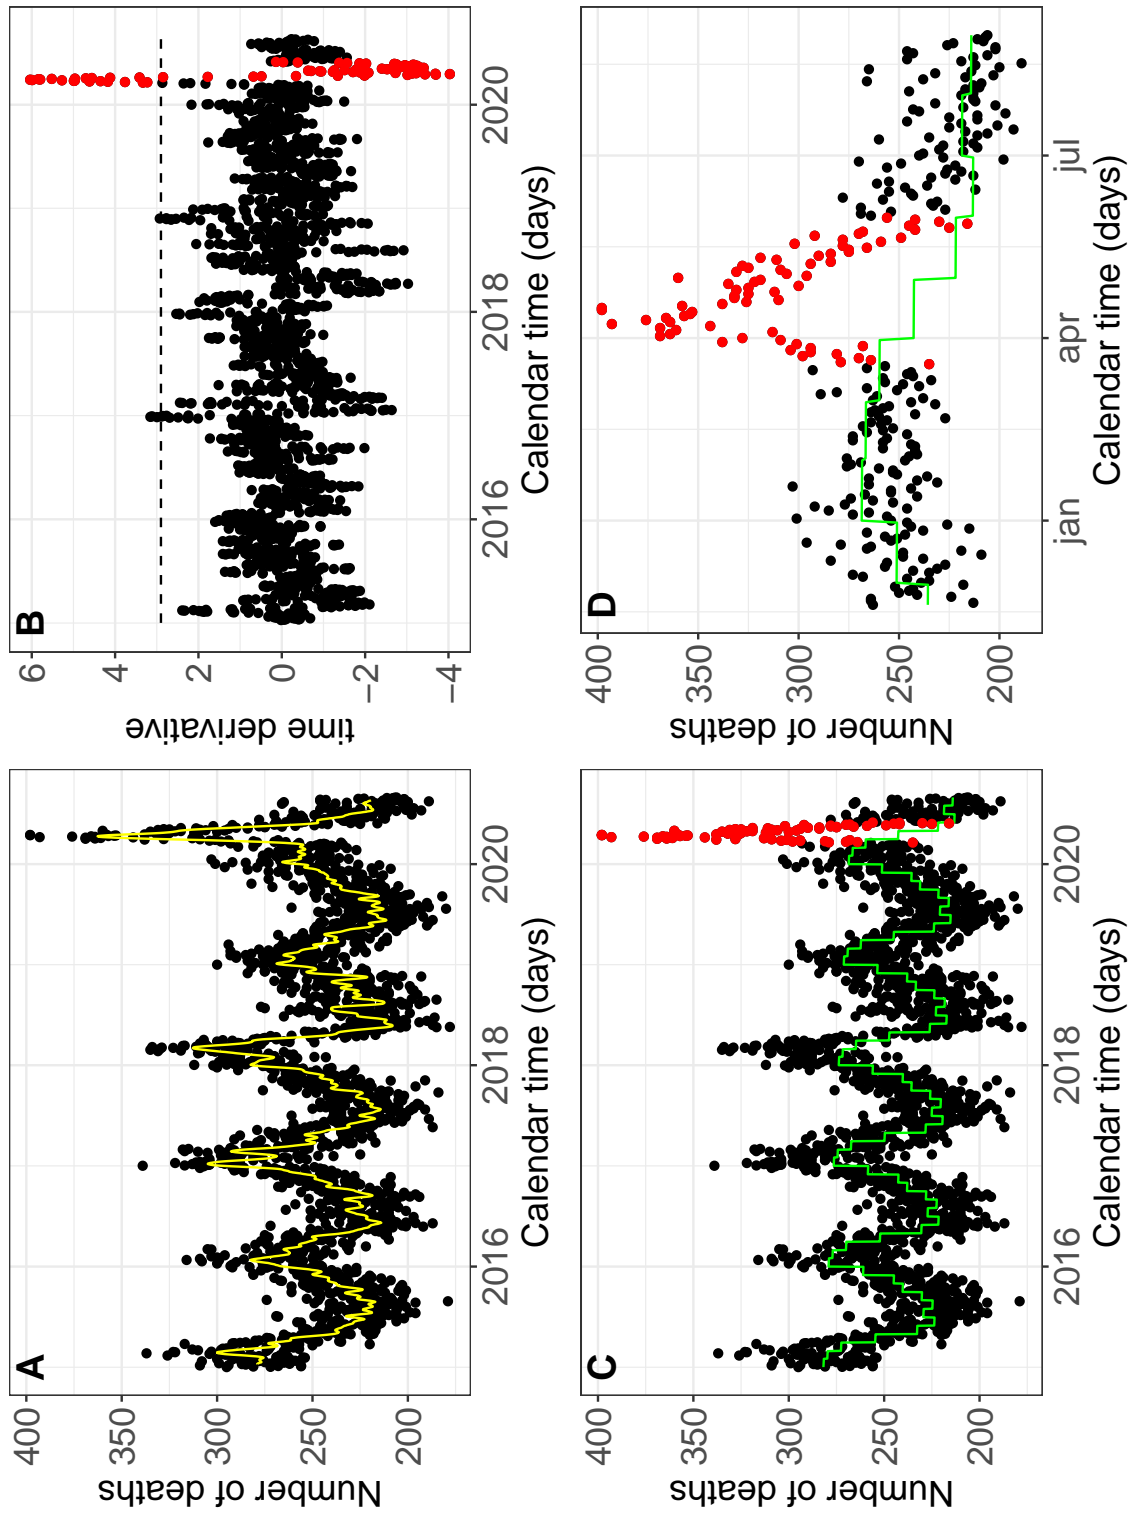 A
Number of deaths
400
350
300
250
200
2016
2018
2020
Calendar time (days)
B
time derivative
6
4
2
0
−2
−4
2016
2018
2020
Calendar time (days)
C
Number of deaths
400
350
300
250
200
2016
2018
2020
Calendar time (days)
D
Number of deaths
400
350
300
250
200
jan
apr
jul
Calendar time (days)